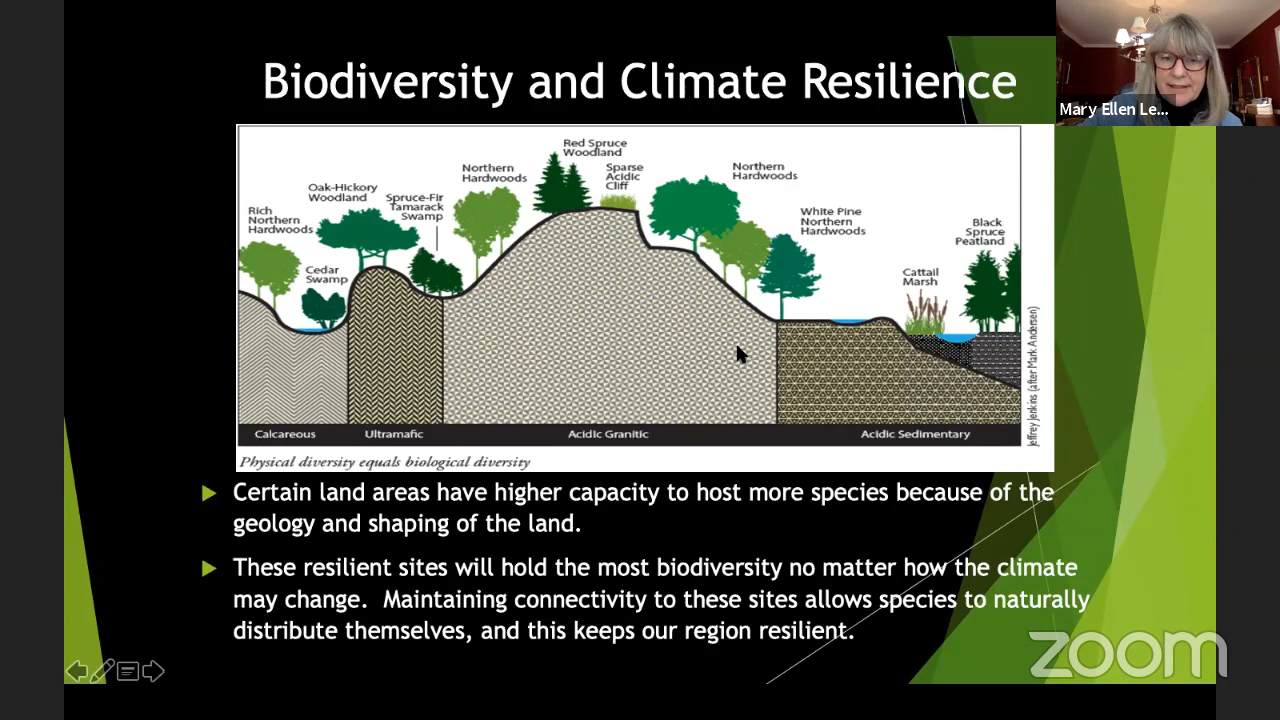 Biodiversity and Climate Resilience
Mary Ellen Le...
Red Spruce
Woodland
Northern
Hardwoods
Sparse
Acidic
Cliff
Northern
Hardwoods
Oak-Hickory
Woodland
Spruce-Fir
Tamarack
Swamp
Rich
Northern
Hardwoods
White Pine
Northern
Hardwoods
Black
Spruce
Peatland
Cedar
Swamp
Cattail
Marsh
Jeffrey Jenkins (after Mark Andersen)
Calcareous
Ultramafic
Acidic Granitic
Acidic Sedimentary
Physical diversity equals biological diversity
Certain land areas have higher capacity to host more species because of the
geology and shaping of the land.
These resilient sites will hold the most biodiversity no matter how the climate
may change. Maintaining connectivity to these sites allows species to naturally
distribute themselves, and this keeps our region resilient.
zoom